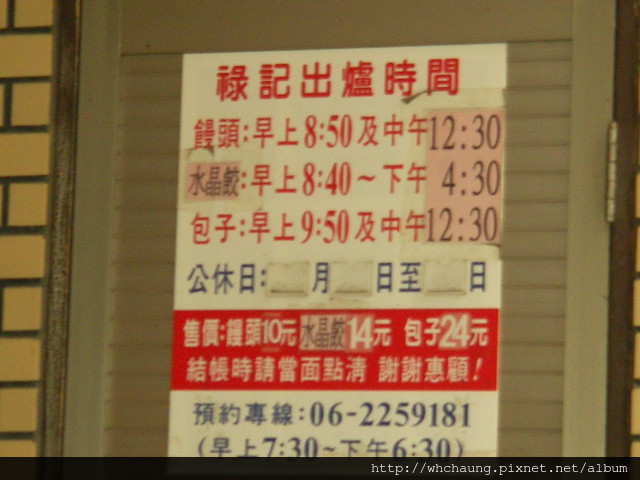 祿記出爐時間
饅頭:早上8:50及中午12:30
水晶餃:早上8:40~下午4:30
包子:早上9:50及中午12:30
公休日: 月 日至 日
售價:饅頭10元水晶餃14元 包子24元
結帳時請當面點清 謝謝惠顧!
預約專線:06-2259181
(早上7:30~下午6:30)
http://whchaung.pixnet.net/album